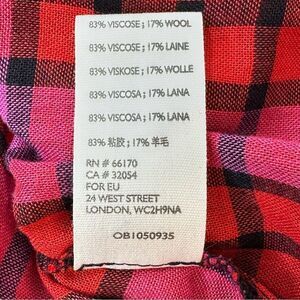 83% VISCOSE ; 17% WOOL
83% VISCOSE ; 17% LAINE
83% VISKOSE ; 17% WOLLE
83% VISCOSA ; 17% LANA
83% VISCOSA ; 17% LANA
83% 粘胶 ; 17% 羊毛
RN # 66170
CA # 32054
FOR EU
24 WEST STREET
LONDON, WC2H9NA
OB1050935